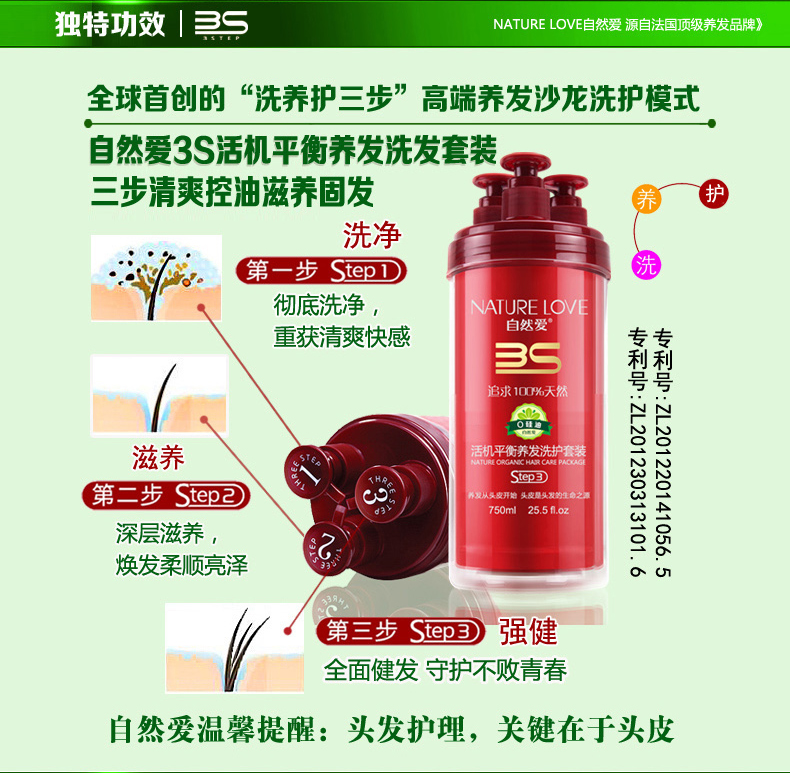 独特功效
3S
3STEP
NATURE LOVE自然爱 源自法国顶级养发品牌》
全球首创的“洗养护三步”高端养发沙龙洗护模式
自然爱3S活机平衡养发洗发套装
三步清爽控油滋养固发
养
护
洗
洗净
第一步 Step1
彻底洗净，
重获清爽快感
滋养
第二步 Step2
深层滋养，
焕发柔顺亮泽
第三步 Step3 强健
全面健发 守护不败青春
THREE STEP
1
THREE STEP
3
THREE STEP
2
NATURE LOVE
自然爱®
3S
追求100%天然
0硅油
活机平衡养发洗护套装
NATURE ORGANIC HAIR CARE PACKAGE
Step3
养发从头皮开始 头皮是头发的生命之源
750ml 25.5 fl.oz
专利号:ZL201220141056.5
专利号:ZL201230313101.6
自然爱温馨提醒：头发护理，关键在于头皮